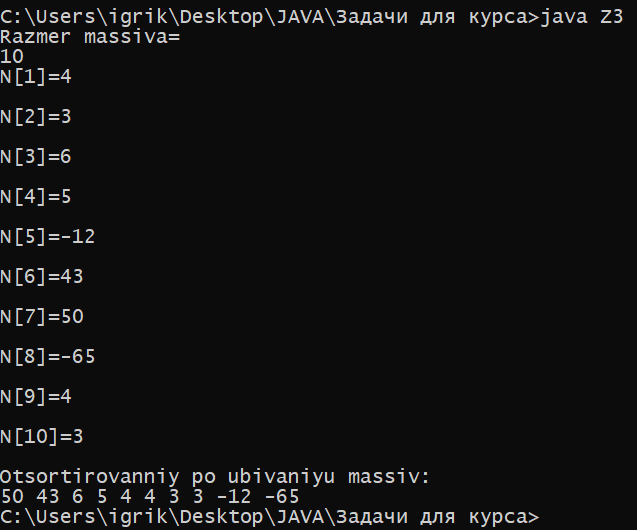 C:\Users\igrik\Desktop\JAVA\Задачи для курса>java Z3
Razmer massiva=
10
N[1]=4
N[2]=3
N[3]=6
N[4]=5
N[5]=-12
N[6]=43
N[7]=50
N[8]=-65
N[9]=4
N[10]=3
Otsortirovanniy po ubivaniyu massiv:
50 43 6 5 4 4 3 3 -12 -65
C:\Users\igrik\Desktop\JAVA\Задачи для курса>